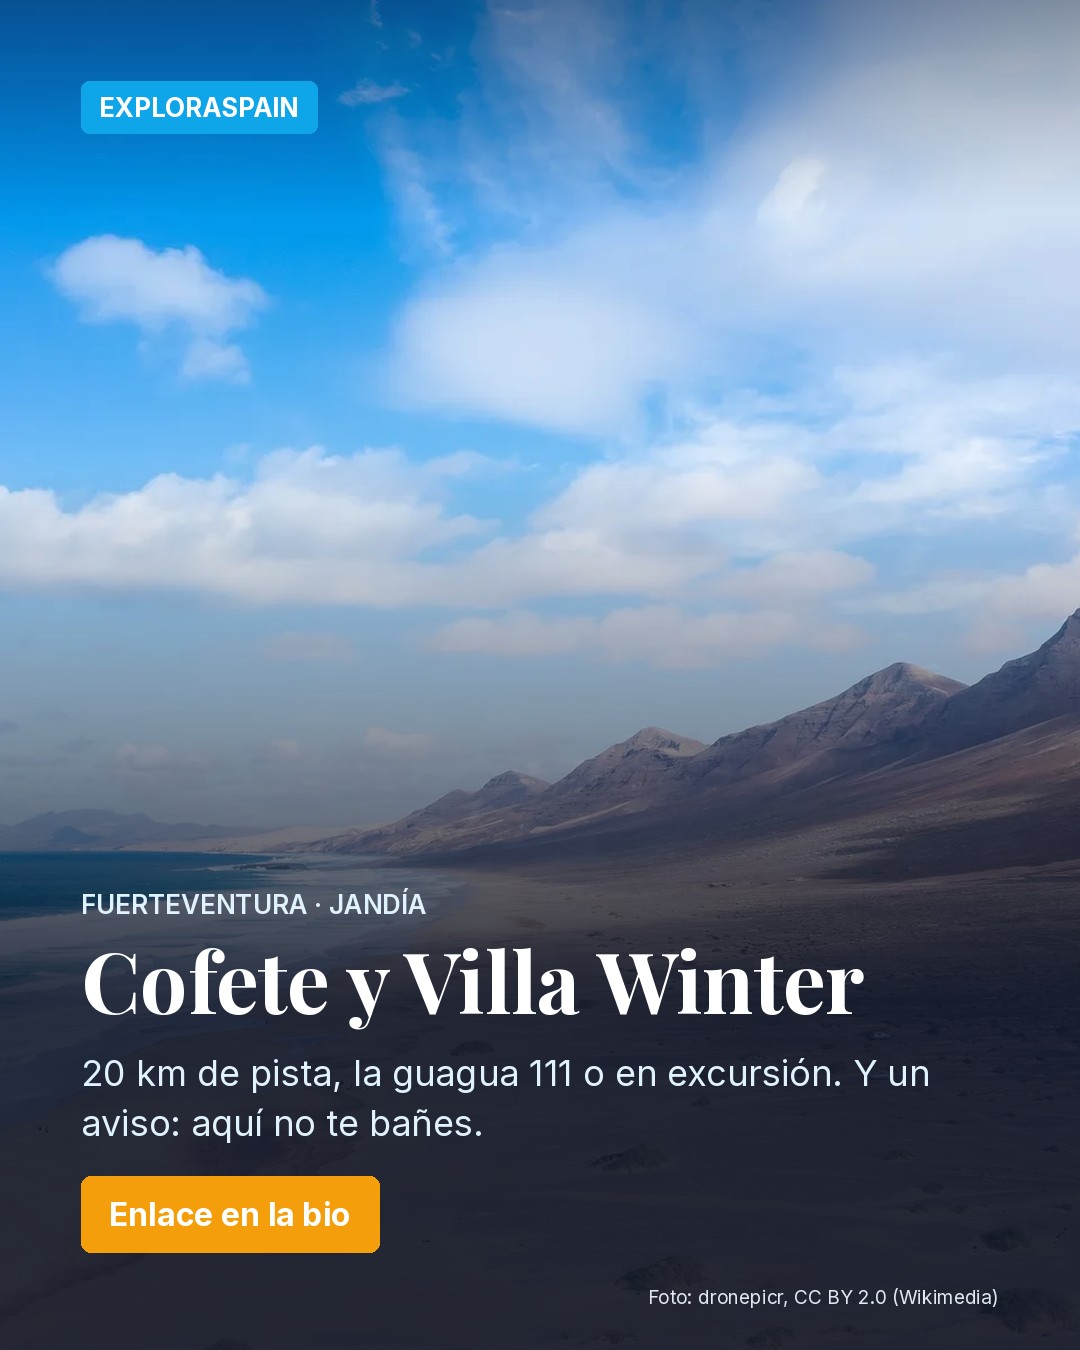 EXPLORASPAIN
FUERTEVENTURA · JANDÍA
Cofete y Villa Winter
20 km de pista, la guagua 111 o en excursión. Y un
aviso: aquí no te bañes.
Enlace en la bio
Foto: dronepicr, CC BY 2.0 (Wikimedia)